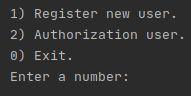 1) Register new user.
2) Authorization user.
0) Exit.
Enter a number: